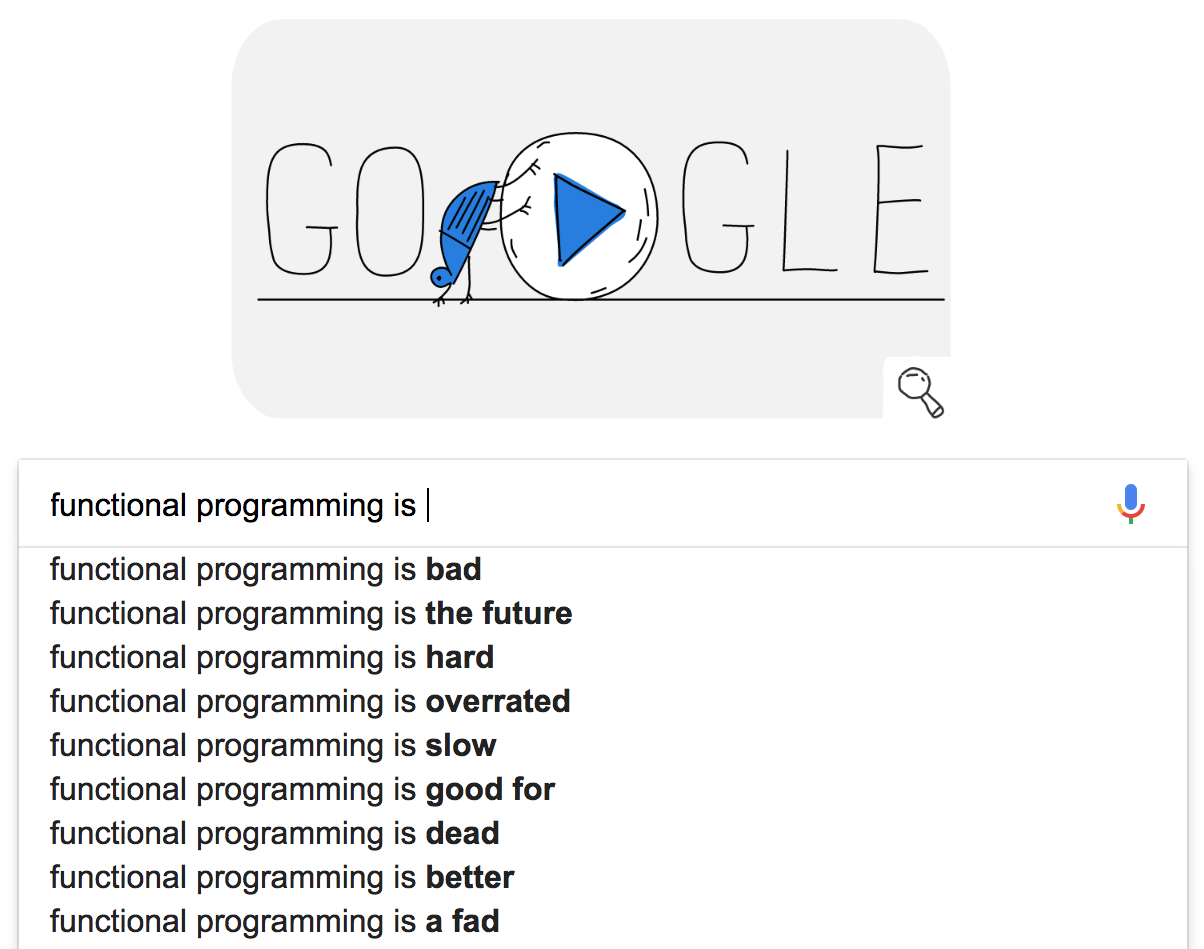 GOOGLE
functional programming is
functional programming is bad
functional programming is the future
functional programming is hard
functional programming is overrated
functional programming is slow
functional programming is good for
functional programming is dead
functional programming is better
functional programming is a fad